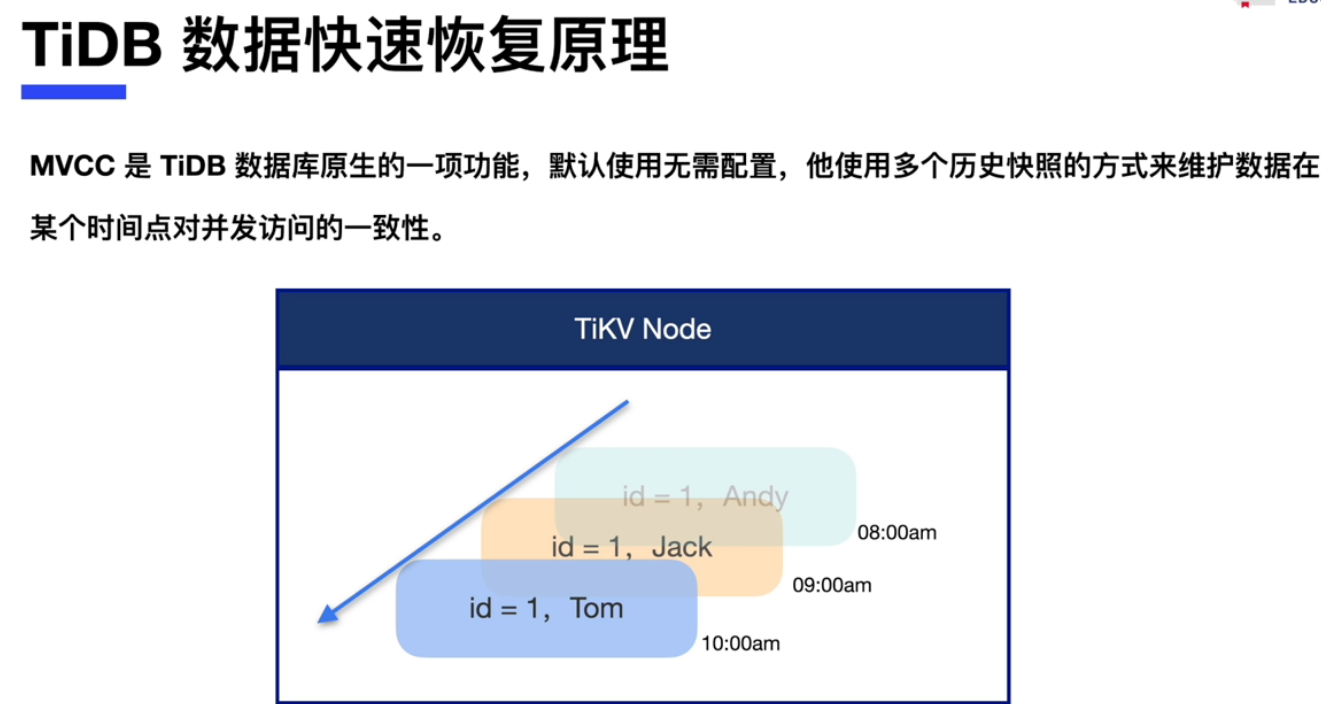 TiDB 数据快速恢复原理
MVCC 是 TiDB 数据库原生的一项功能，默认使用无需配置，他使用多个历史快照的方式来维护数据在
某个时间点对并发访问的一致性。
TiKV Node
id = 1，Andy
08:00am
id = 1，Jack
09:00am
id = 1，Tom
10:00am